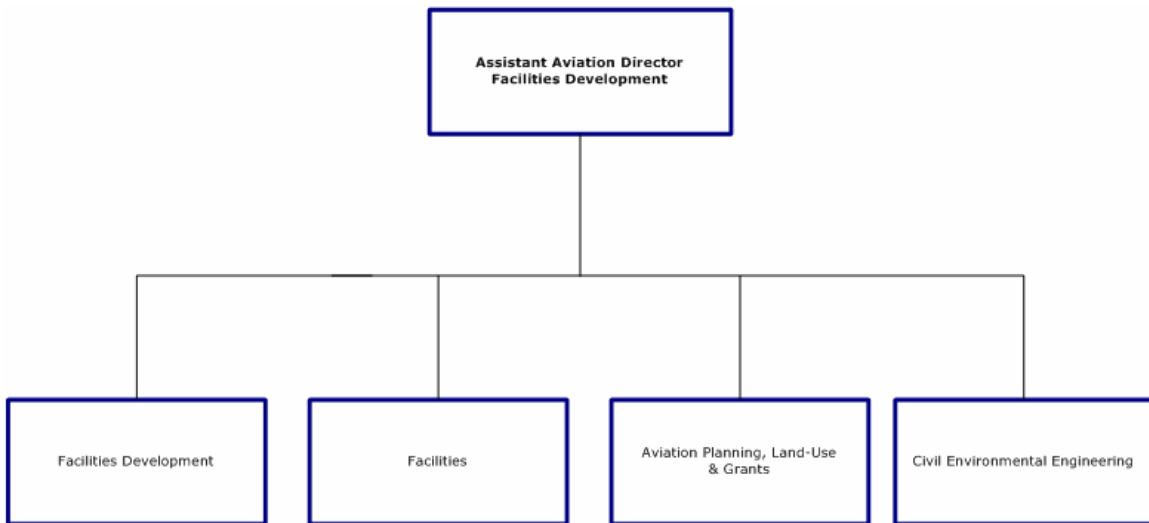 Assistant Aviation Director
Facilities Development
Facilities Development
Facilities
Aviation Planning, Land-Use
& Grants
Civil Environmental Engineering